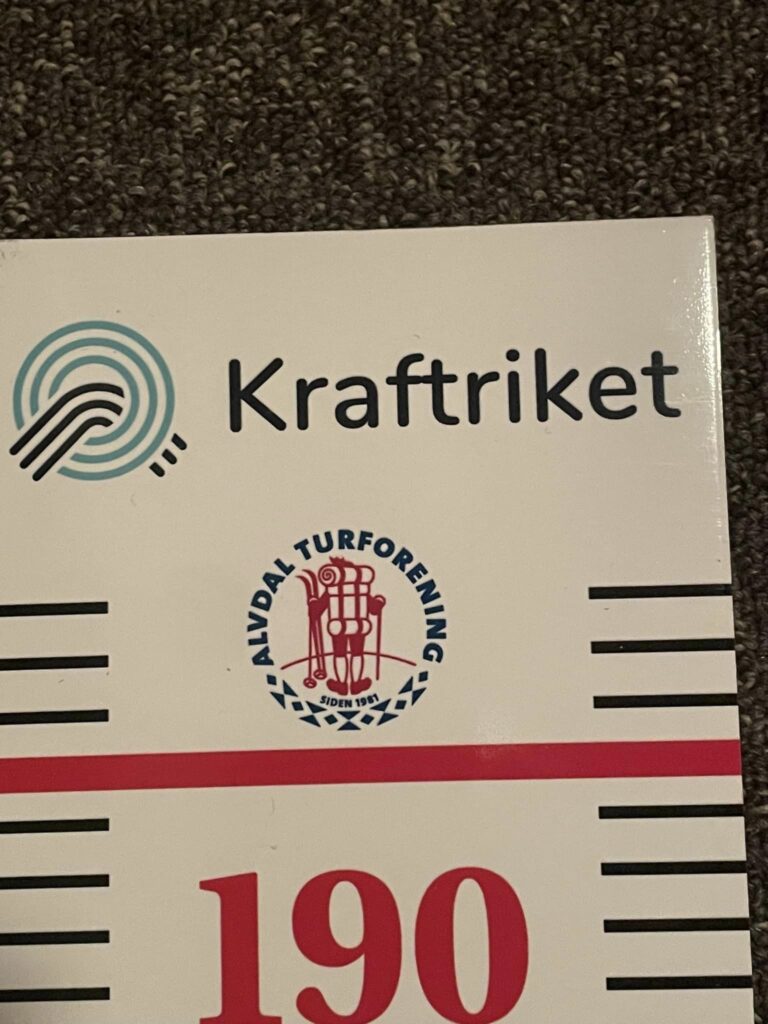 Kraftriket
ALVDAL TURFORENING
SIDEN 1981
190